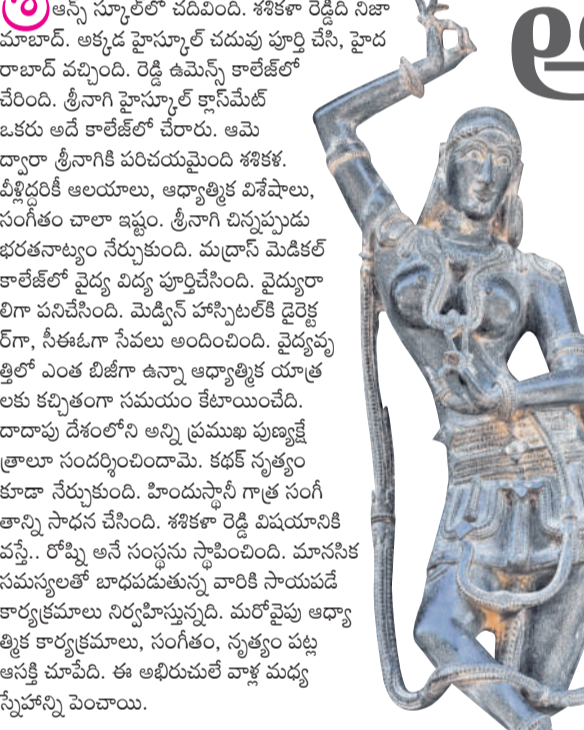 ఆన్స్ స్కూల్‌లో చదివింది. శశికళా రెడ్డిది నిజా
మాబాద్. అక్కడ హైస్కూల్ చదువు పూర్తి చేసి, హైద
రాబాద్ వచ్చింది. రెడ్డి ఉమెన్స్ కాలేజ్‌లో
చేరింది. శ్రీనాగి హైస్కూల్ క్లాస్‌మేట్
ఒకరు అదే కాలేజ్‌లో చేరారు. ఆమె
ద్వారా శ్రీనాగికి పరిచయమైంది శశికళ.
వీళ్లిద్దరికీ ఆలయాలు, ఆధ్యాత్మిక విశేషాలు,
సంగీతం చాలా ఇష్టం. శ్రీనాగి చిన్నప్పుడు
భరతనాట్యం నేర్చుకుంది. మద్రాస్ మెడికల్
కాలేజ్‌లో వైద్య విద్య పూర్తిచేసింది. వైద్యురా
లిగా పనిచేసింది. మెడ్విన్ హాస్పిటల్‌కి డైరెక్ట
ర్‌గా, సీఈఓగా సేవలు అందించింది. వైద్యవృ
త్తిలో ఎంత బిజీగా ఉన్నా ఆధ్యాత్మిక యాత్ర
లకు కచ్చితంగా సమయం కేటాయించేది.
దాదాపు దేశంలోని అన్ని ప్రముఖ పుణ్యక్షే
త్రాలూ సందర్శించిందామె. కథక్ నృత్యం
కూడా నేర్చుకుంది. హిందుస్థానీ గాత్ర సంగీ
తాన్ని సాధన చేసింది. శశికళా రెడ్డి విషయానికి
వస్తే.. రోష్ని అనే సంస్థను స్థాపించింది. మానసిక
సమస్యలతో బాధపడుతున్న వారికి సాయపడే
కార్యక్రమాలు నిర్వహిస్తున్నది. మరోవైపు ఆధ్యా
త్మిక కార్యక్రమాలు, సంగీతం, నృత్యం పట్ల
ఆసక్తి చూపేది. ఈ అభిరుచులే వాళ్ల మధ్య
స్నేహాన్ని పెంచాయి.